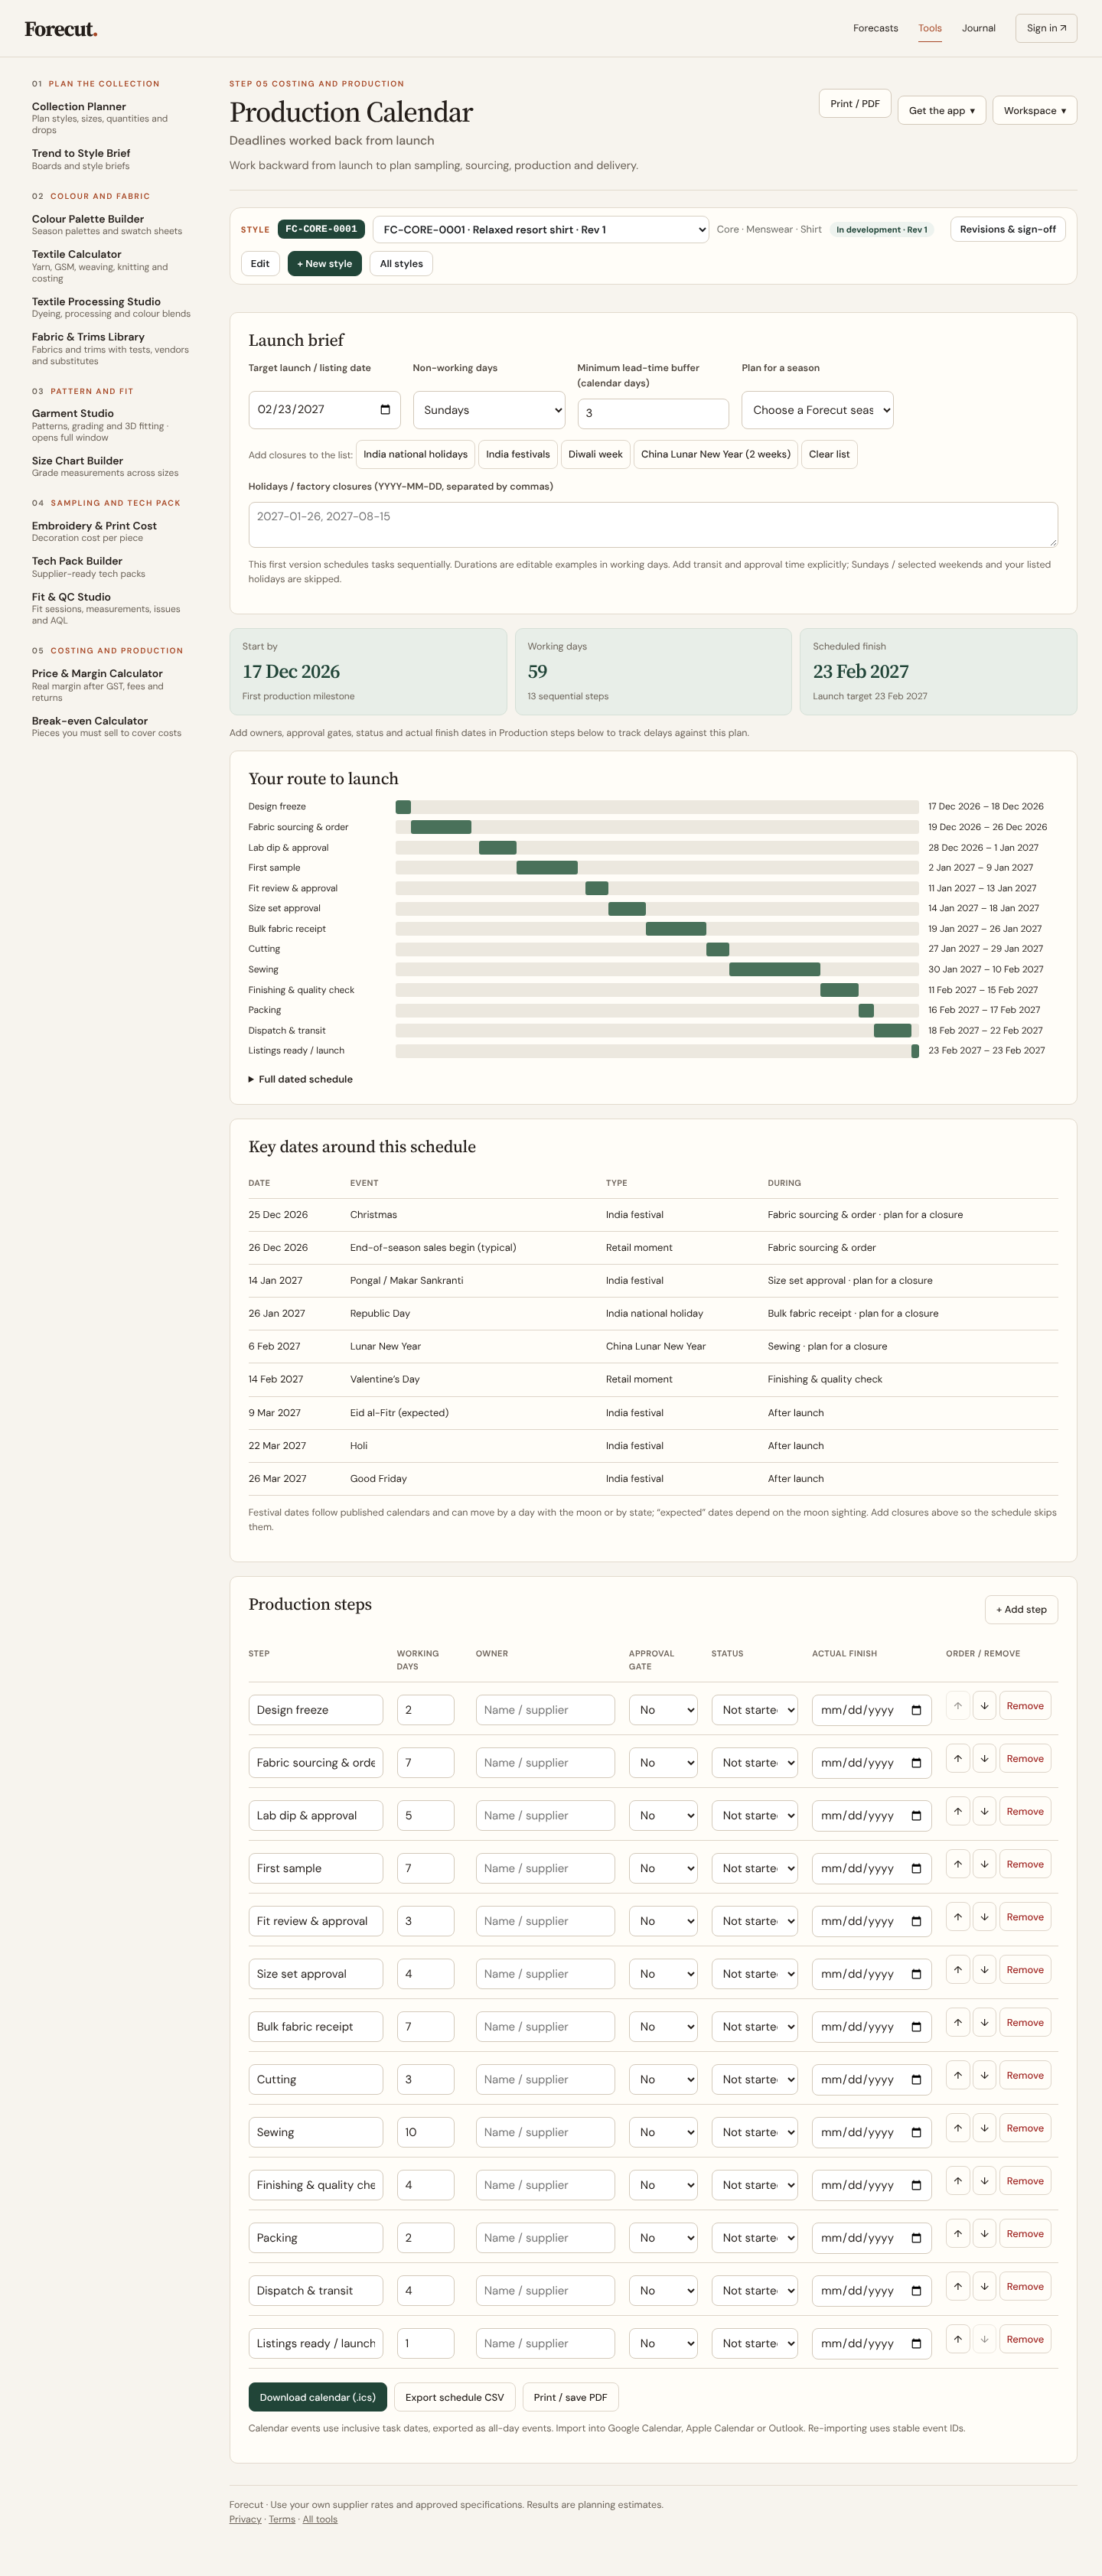 Forecut.
Forecasts
Tools
Journal
Sign in ↗
01 PLAN THE COLLECTION
Collection Planner
Plan styles, sizes, quantities and
drops
Trend to Style Brief
Boards and style briefs
02 COLOUR AND FABRIC
Colour Palette Builder
Season palettes and swatch sheets
Textile Calculator
Yarn, GSM, weaving, knitting and
costing
Textile Processing Studio
Dyeing, processing and colour blends
Fabric & Trims Library
Fabrics and trims with tests, vendors
and substitutes
03 PATTERN AND FIT
Garment Studio
Patterns, grading and 3D fitting ·
opens full window
Size Chart Builder
Grade measurements across sizes
04 SAMPLING AND TECH PACK
Embroidery & Print Cost
Decoration cost per piece
Tech Pack Builder
Supplier-ready tech packs
Fit & QC Studio
Fit sessions, measurements, issues
and AQL
05 COSTING AND PRODUCTION
Price & Margin Calculator
Real margin after GST, fees and
returns
Break-even Calculator
Pieces you must sell to cover costs
STEP 05 COSTING AND PRODUCTION
Production Calendar
Deadlines worked back from launch
Work backward from launch to plan sampling, sourcing, production and delivery.
Print / PDF
Get the app ▾
Workspace ▾
STYLE FC-CORE-0001 FC-CORE-0001 · Relaxed resort shirt · Rev 1 Core · Menswear · Shirt In development · Rev 1 Revisions & sign-off
Edit + New style All styles
Launch brief
Target launch / listing date
02/23/2027
Non-working days
Sundays
Minimum lead-time buffer
(calendar days)
3
Plan for a season
Choose a Forecut seas
Add closures to the list: India national holidays India festivals Diwali week China Lunar New Year (2 weeks) Clear list
Holidays / factory closures (YYYY-MM-DD, separated by commas)
2027-01-26, 2027-08-15
This first version schedules tasks sequentially. Durations are editable examples in working days. Add transit and approval time explicitly; Sundays / selected weekends and your listed
holidays are skipped.
Start by
17 Dec 2026
First production milestone
Working days
59
13 sequential steps
Scheduled finish
23 Feb 2027
Launch target 23 Feb 2027
Add owners, approval gates, status and actual finish dates in Production steps below to track delays against this plan.
Your route to launch
Design freeze 17 Dec 2026 – 18 Dec 2026
Fabric sourcing & order 19 Dec 2026 – 26 Dec 2026
Lab dip & approval 28 Dec 2026 – 1 Jan 2027
First sample 2 Jan 2027 – 9 Jan 2027
Fit review & approval 11 Jan 2027 – 13 Jan 2027
Size set approval 14 Jan 2027 – 18 Jan 2027
Bulk fabric receipt 19 Jan 2027 – 26 Jan 2027
Cutting 27 Jan 2027 – 29 Jan 2027
Sewing 30 Jan 2027 – 10 Feb 2027
Finishing & quality check 11 Feb 2027 – 15 Feb 2027
Packing 16 Feb 2027 – 17 Feb 2027
Dispatch & transit 18 Feb 2027 – 22 Feb 2027
Listings ready / launch 23 Feb 2027 – 23 Feb 2027
▶ Full dated schedule
Key dates around this schedule
DATE EVENT TYPE DURING
25 Dec 2026 Christmas India festival Fabric sourcing & order · plan for a closure
26 Dec 2026 End-of-season sales begin (typical) Retail moment Fabric sourcing & order
14 Jan 2027 Pongal / Makar Sankranti India festival Size set approval · plan for a closure
26 Jan 2027 Republic Day India national holiday Bulk fabric receipt · plan for a closure
6 Feb 2027 Lunar New Year China Lunar New Year Sewing · plan for a closure
14 Feb 2027 Valentine’s Day Retail moment Finishing & quality check
9 Mar 2027 Eid al-Fitr (expected) India festival After launch
22 Mar 2027 Holi India festival After launch
26 Mar 2027 Good Friday India festival After launch
Festival dates follow published calendars and can move by a day with the moon or by state; “expected” dates depend on the moon sighting. Add closures above so the schedule skips
them.
Production steps
+ Add step
STEP WORKING DAYS OWNER APPROVAL GATE STATUS ACTUAL FINISH ORDER / REMOVE
Design freeze 2 Name / supplier No Not starte mm/dd/yyyy ↑ ↓ Remove
Fabric sourcing & orde 7 Name / supplier No Not starte mm/dd/yyyy ↑ ↓ Remove
Lab dip & approval 5 Name / supplier No Not starte mm/dd/yyyy ↑ ↓ Remove
First sample 7 Name / supplier No Not starte mm/dd/yyyy ↑ ↓ Remove
Fit review & approval 3 Name / supplier No Not starte mm/dd/yyyy ↑ ↓ Remove
Size set approval 4 Name / supplier No Not starte mm/dd/yyyy ↑ ↓ Remove
Bulk fabric receipt 7 Name / supplier No Not starte mm/dd/yyyy ↑ ↓ Remove
Cutting 3 Name / supplier No Not starte mm/dd/yyyy ↑ ↓ Remove
Sewing 10 Name / supplier No Not starte mm/dd/yyyy ↑ ↓ Remove
Finishing & quality che 4 Name / supplier No Not starte mm/dd/yyyy ↑ ↓ Remove
Packing 2 Name / supplier No Not starte mm/dd/yyyy ↑ ↓ Remove
Dispatch & transit 4 Name / supplier No Not starte mm/dd/yyyy ↑ ↓ Remove
Listings ready / launch 1 Name / supplier No Not starte mm/dd/yyyy ↑ ↓ Remove
Download calendar (.ics) Export schedule CSV Print / save PDF
Calendar events use inclusive task dates, exported as all-day events. Import into Google Calendar, Apple Calendar or Outlook. Re-importing uses stable event IDs.
Forecut · Use your own supplier rates and approved specifications. Results are planning estimates.
Privacy · Terms · All tools